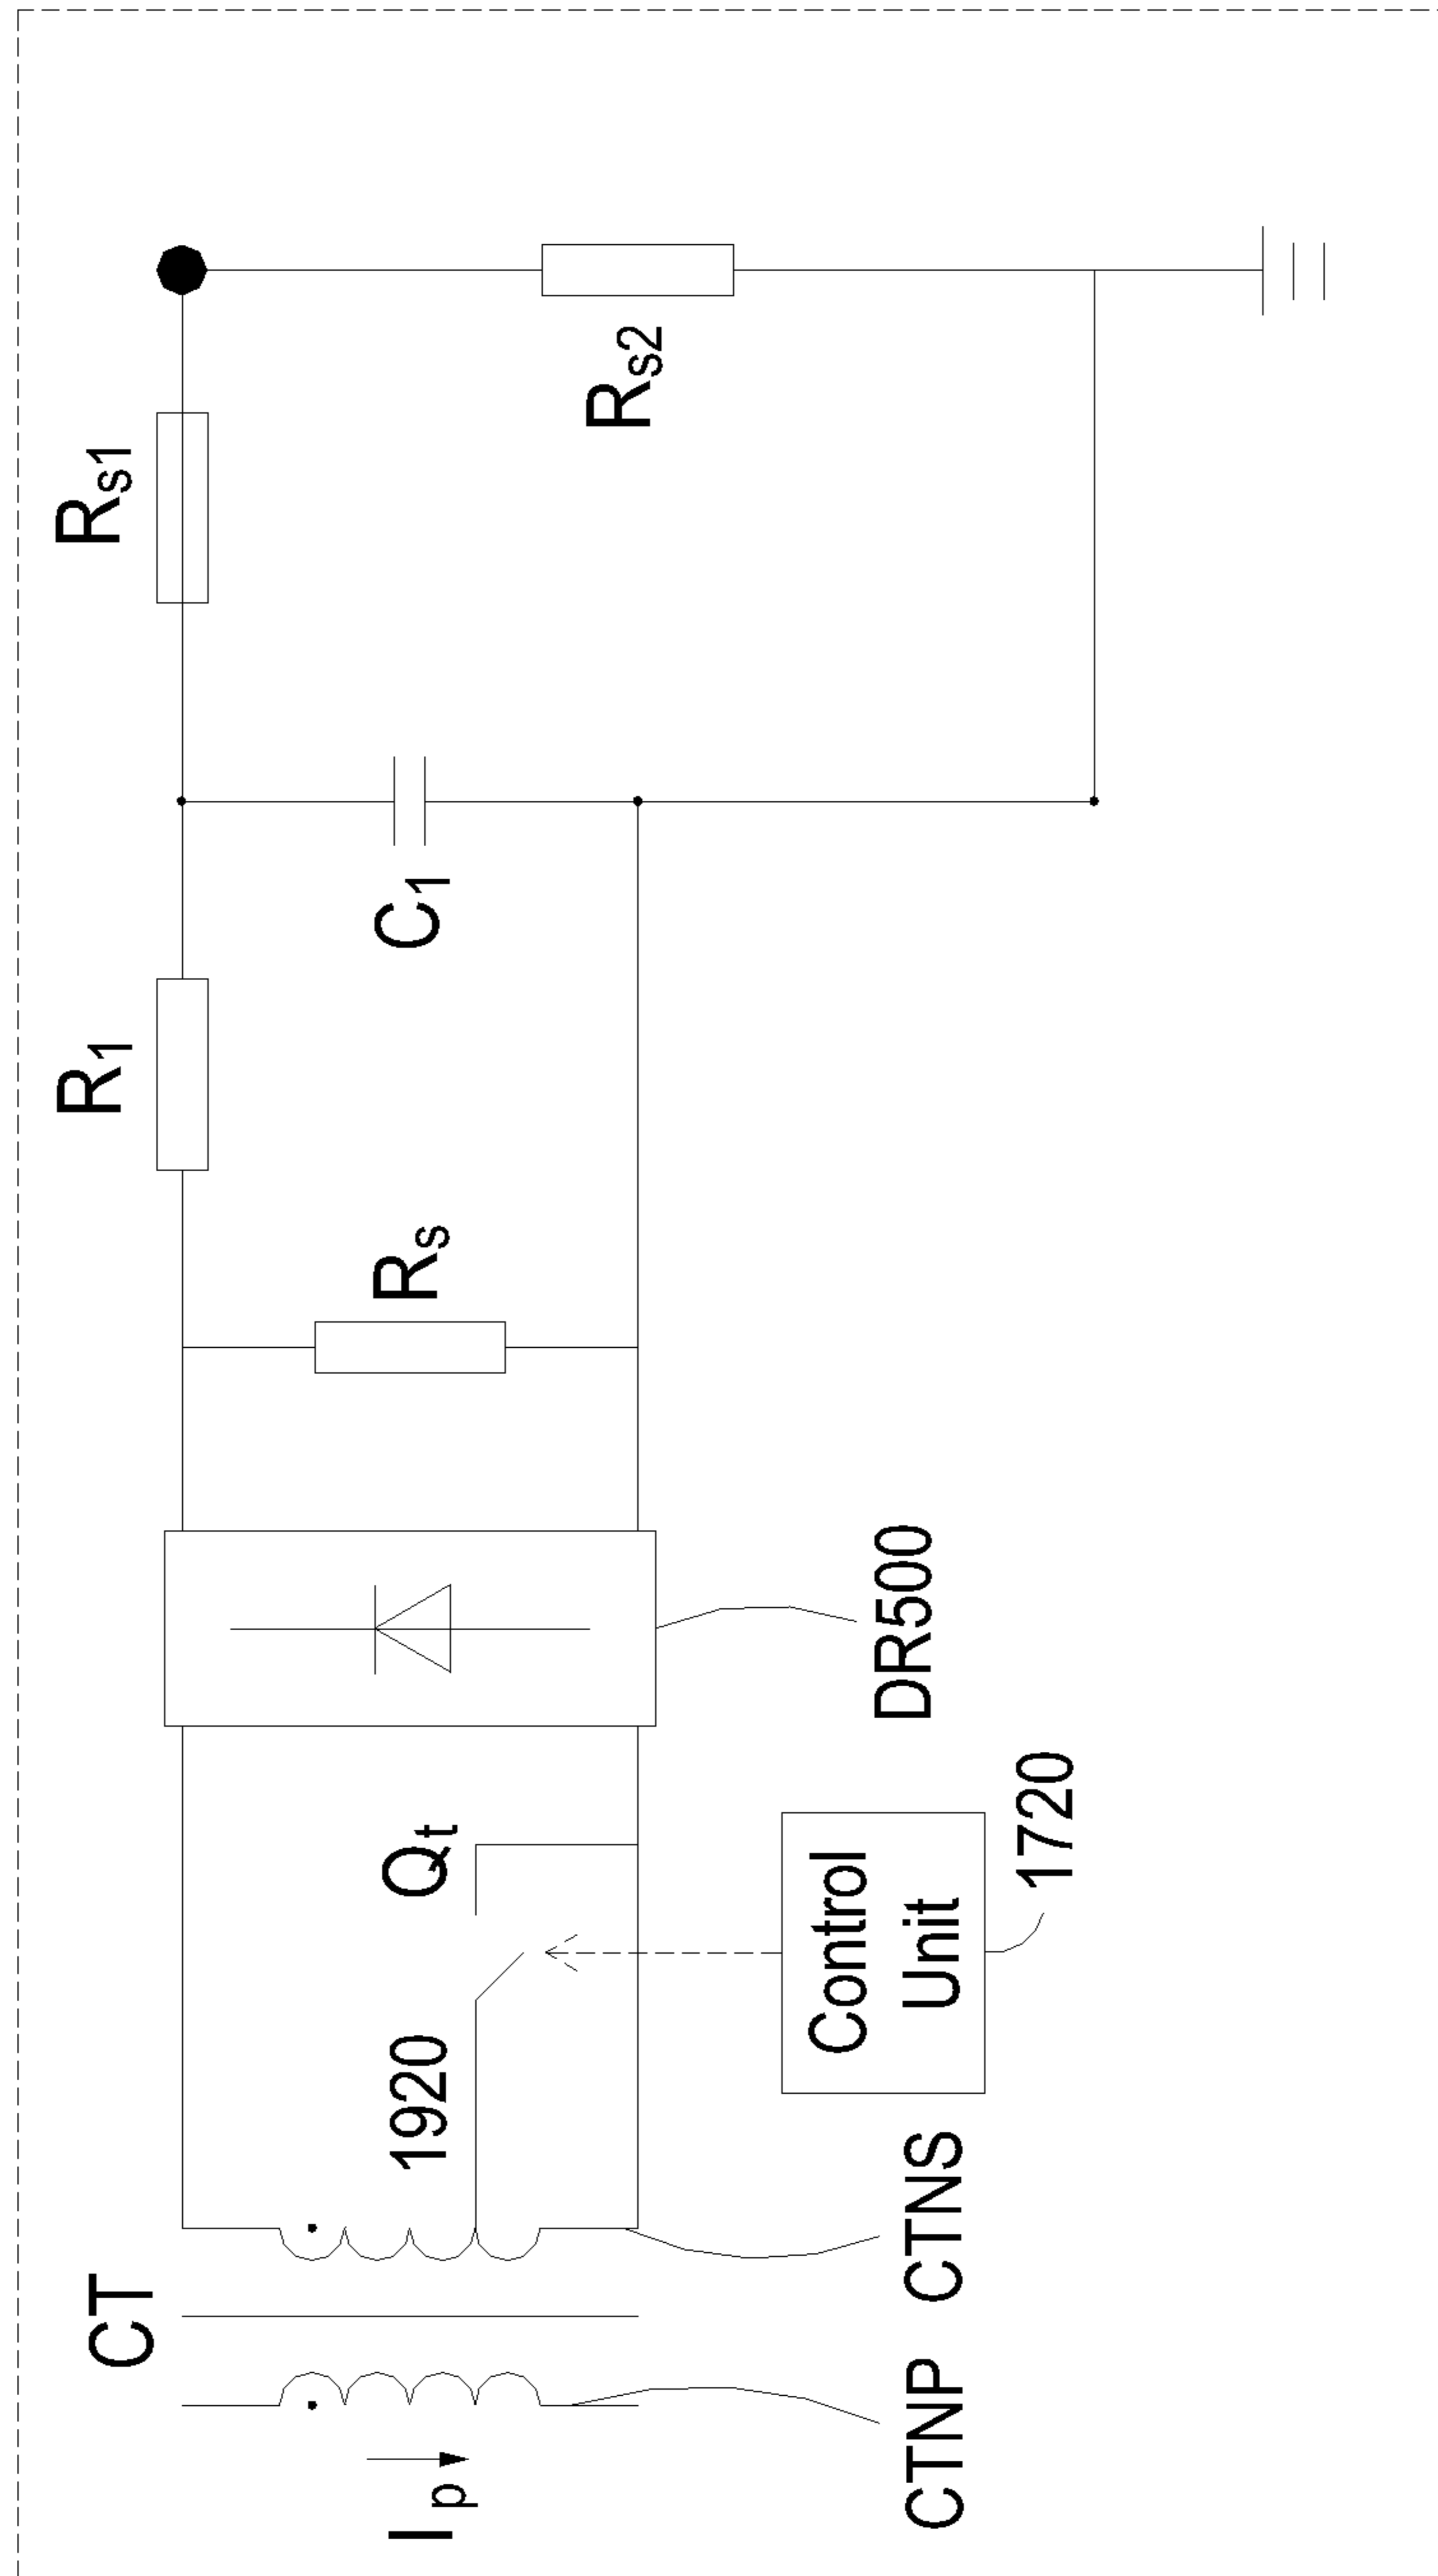 CT
R1
Rs1
Ip
1920
Qt
Rs
C1
Rs2
Control
Unit
1720
DR500
CTNP
CTNS